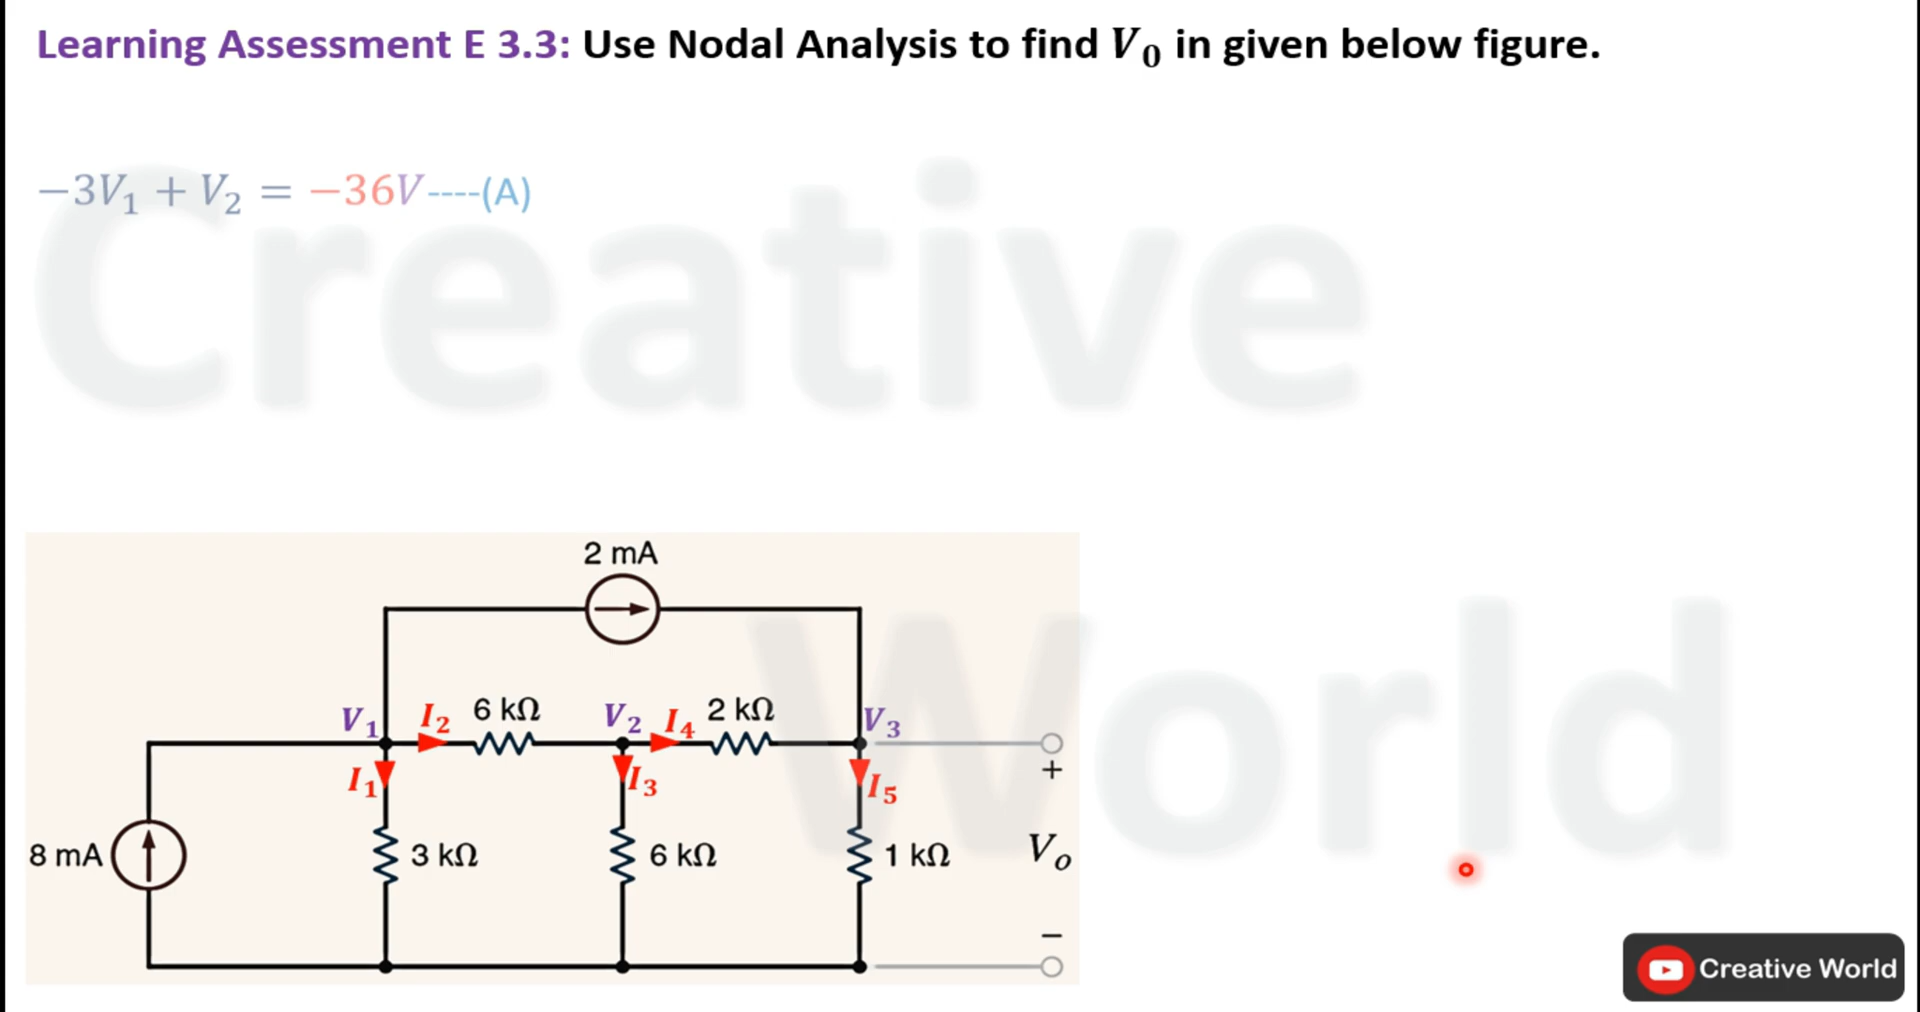 Learning Assessment E 3.3: Use Nodal Analysis to find V₀ in given below figure.
−3V₁ + V₂ = −36V----(A)
Creative
World
2 mA
V₁ I₂ 6 kΩ V₂ I₄ 2 kΩ V₃
I₁ I₃ I₅ +
8 mA 3 kΩ 6 kΩ 1 kΩ Vₒ
−
Creative World